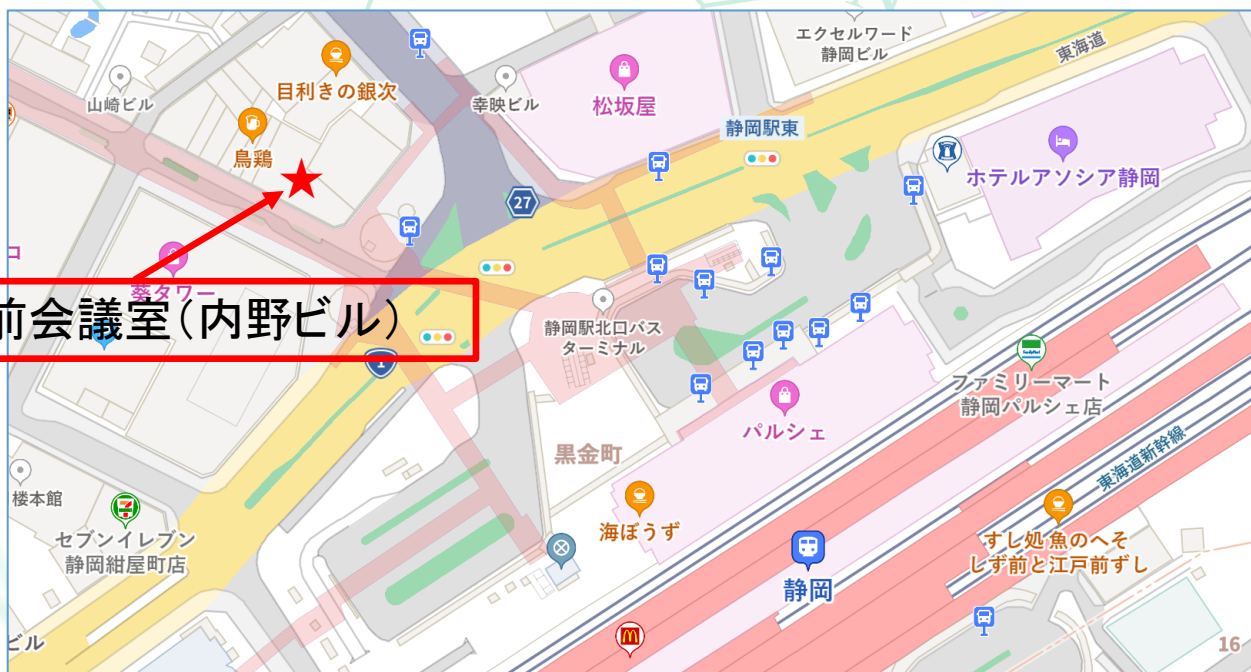 エクセルワード
静岡ビル
東海道
目利きの銀次
山崎ビル
幸映ビル
松坂屋
静岡駅東
鳥鶏
ホテルアソシア静岡
27
コ
葵タワー
前会議室(内野ビル)
静岡駅北口バス
ターミナル
1
ファミリーマート
静岡パルシェ店
パルシェ
黒金町
東海道新幹線
楼本館
セブンイレブン
静岡紺屋町店
海ぼうず
すし処 魚のへそ
しず前と江戸前ずし
静岡
ビル
16